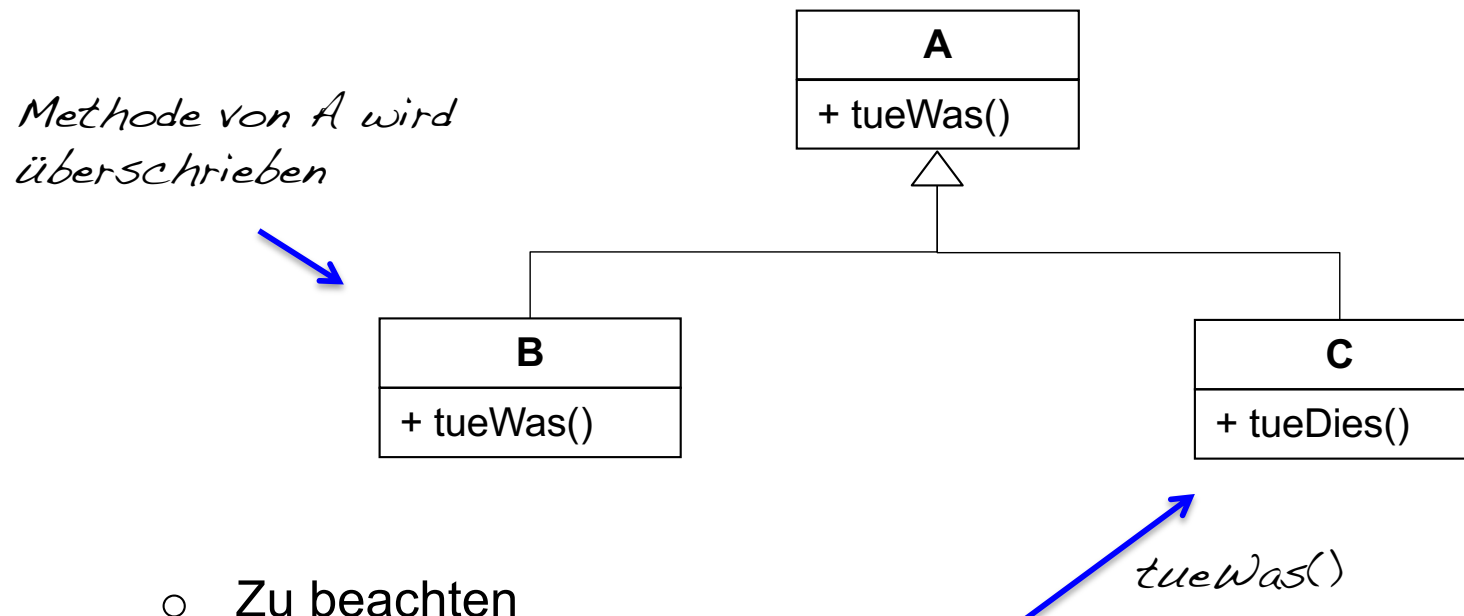 A
+ tueWas()
Methode von A wird
überschrieben
B
+ tueWas()
C
+ tueDies()
tueWas()
o Zu beachten